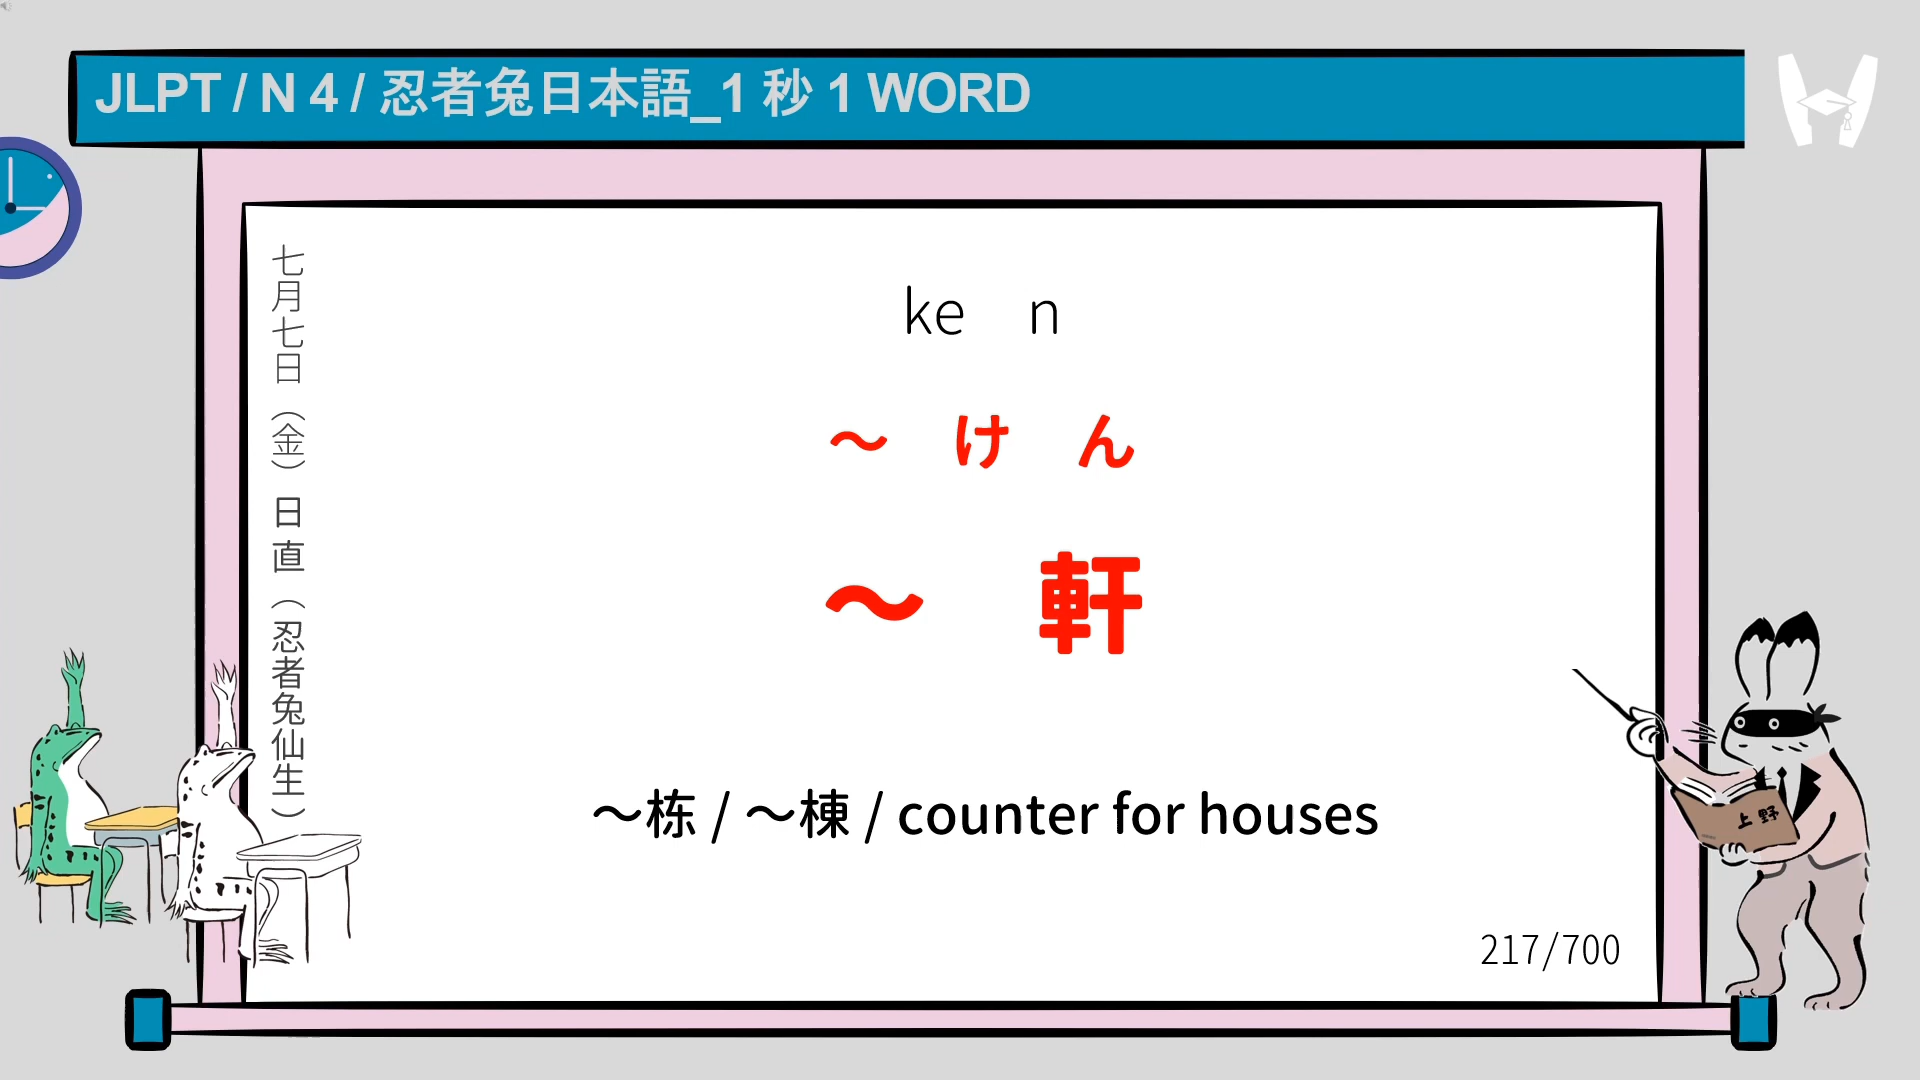 JLPT / N 4 / 忍者兔日本語_1 秒 1 WORD
七月七日（金）日直（忍者兔仙生）
ke n
～ け ん
～ 軒
～栋 / ～棟 / counter for houses
上野
217/700